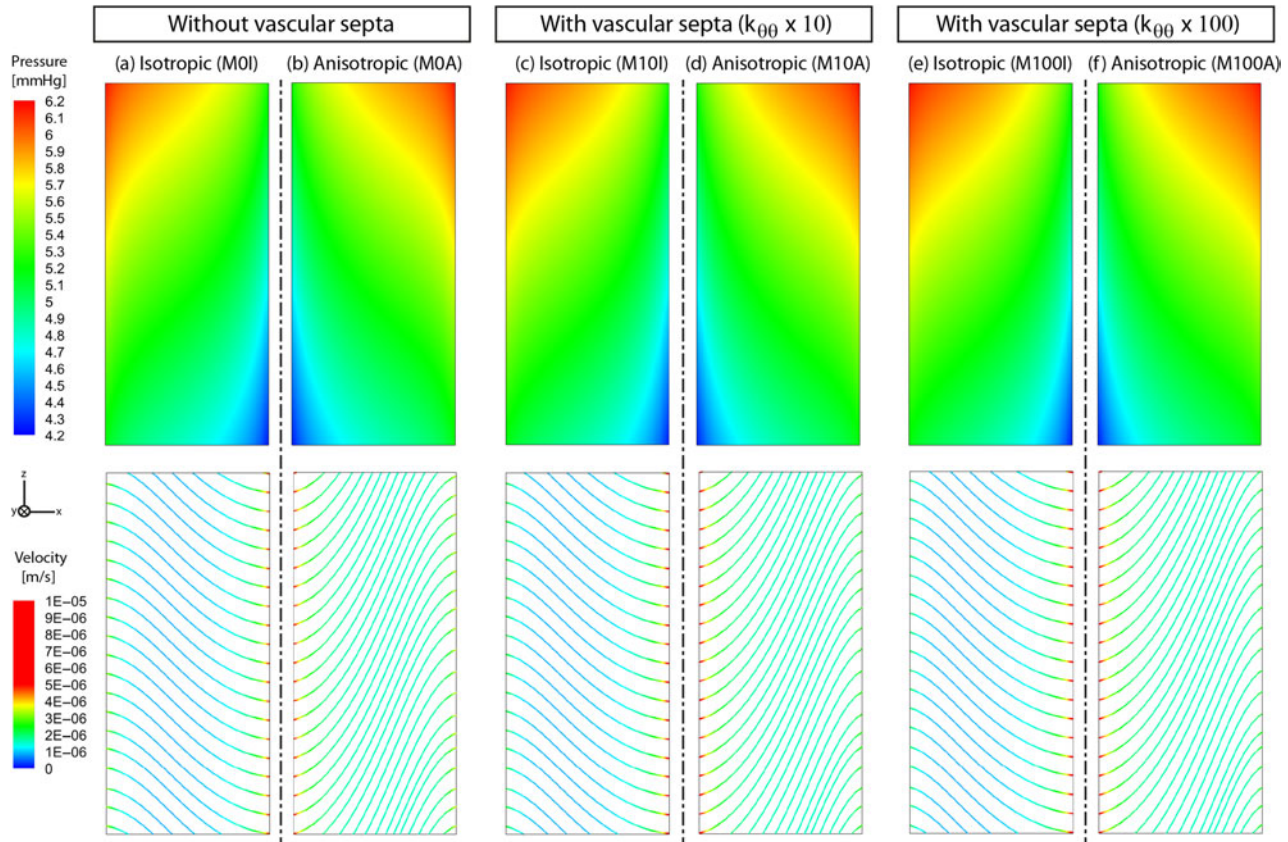 Without vascular septa
With vascular septa (kθθ x 10)
With vascular septa (kθθ x 100)
Pressure
[mmHg]
(a) Isotropic (M0I)
(b) Anisotropic (M0A)
(c) Isotropic (M10I)
(d) Anisotropic (M10A)
(e) Isotropic (M100I)
(f) Anisotropic (M100A)
6.2
6.1
6
5.9
5.8
5.7
5.6
5.5
5.4
5.3
5.2
5.1
5
4.9
4.8
4.7
4.6
4.5
4.4
4.3
4.2
z
y
x
Velocity
[m/s]
1E−05
9E−06
8E−06
7E−06
6E−06
5E−06
4E−06
3E−06
2E−06
1E−06
0